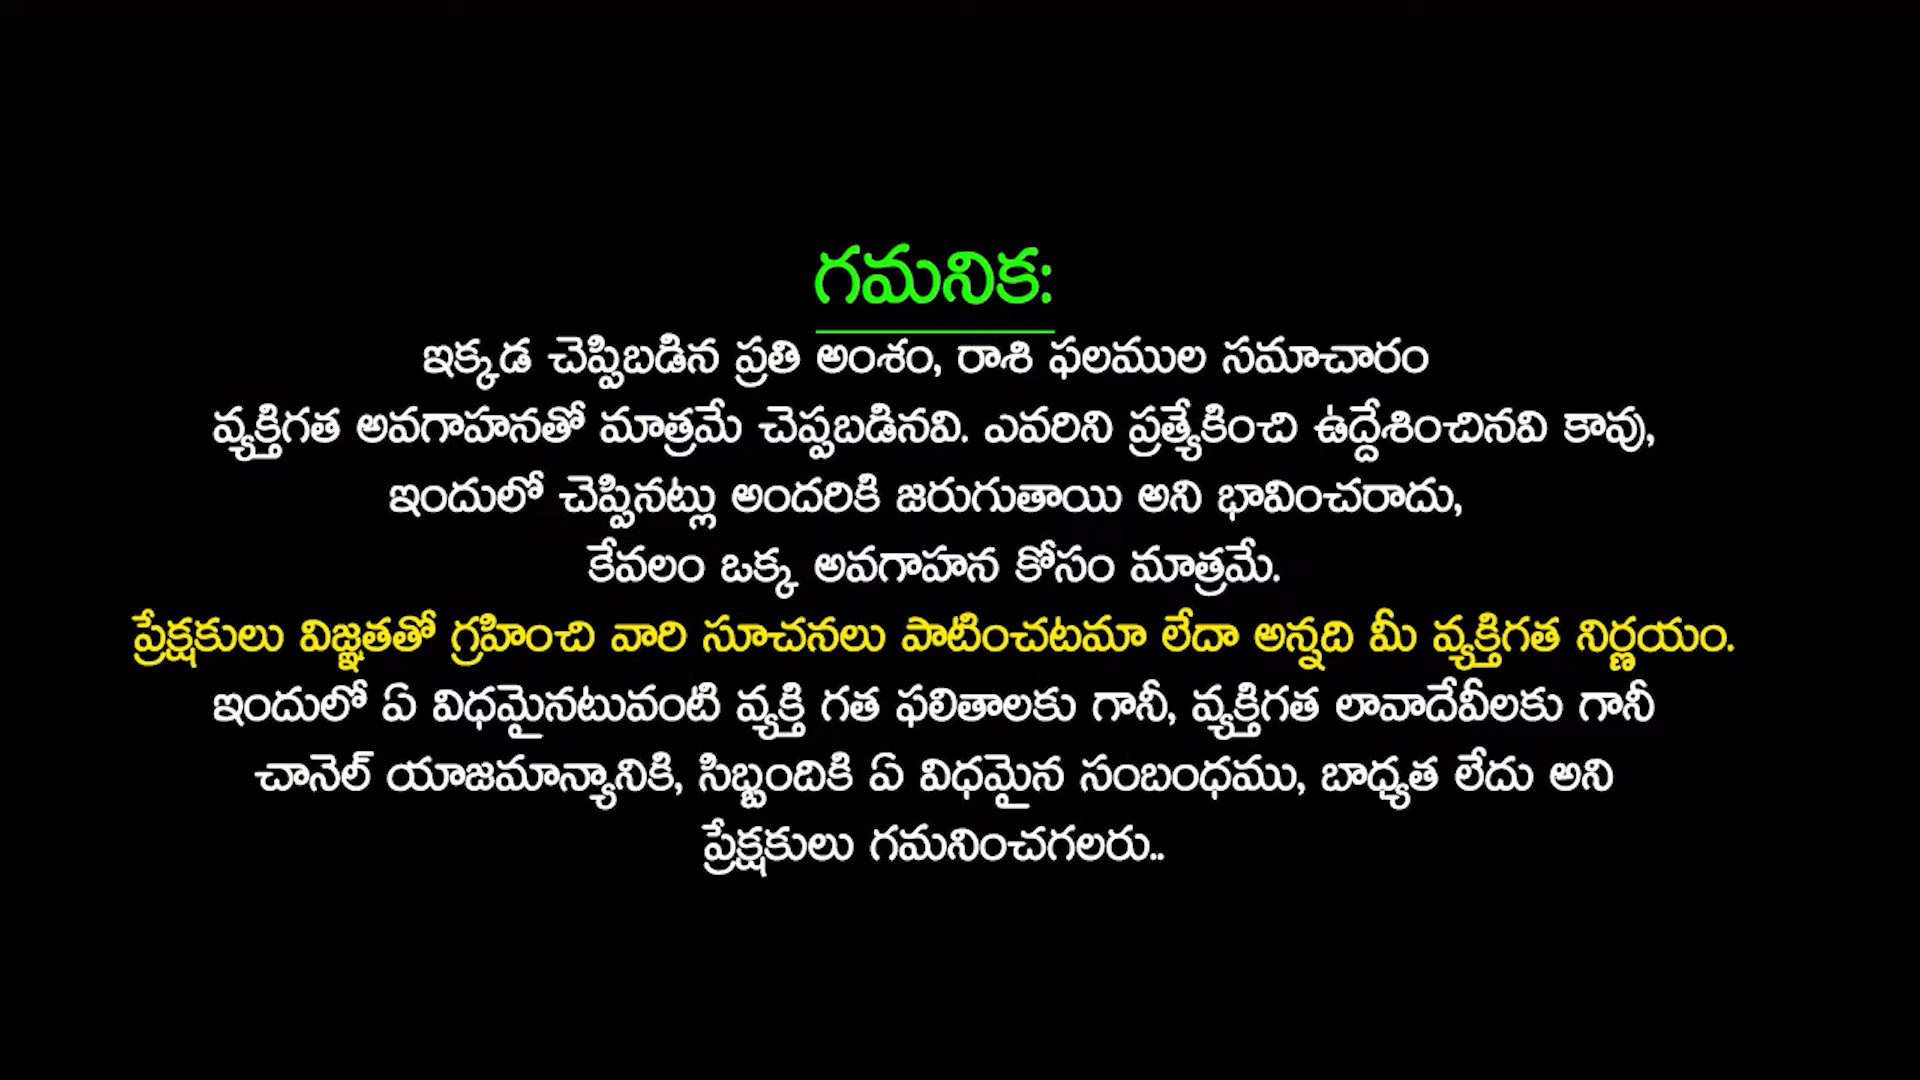 గమనిక:
ఇక్కడ చెప్పిబడిన ప్రతి అంశం, రాశి ఫలముల సమాచారం
వ్యక్తిగత అవగాహనతో మాత్రమే చెప్పబడినవి. ఎవరిని ప్రత్యేకించి ఉద్దేశించినవి కావు,
ఇందులో చెప్పినట్లు అందరికి జరుగుతాయి అని భావించరాదు,
కేవలం ఒక్క అవగాహన కోసం మాత్రమే.
ప్రేక్షకులు విజ్ఞతతో గ్రహించి వారి సూచనలు పాటించటమా లేదా అన్నది మీ వ్యక్తిగత నిర్ణయం.
ఇందులో ఏ విధమైనటువంటి వ్యక్తి గత ఫలితాలకు గానీ, వ్యక్తిగత లావాదేవీలకు గానీ
చానెల్ యాజమాన్యానికి, సిబ్బందికి ఏ విధమైన సంబంధము, బాధ్యత లేదు అని
ప్రేక్షకులు గమనించగలరు..